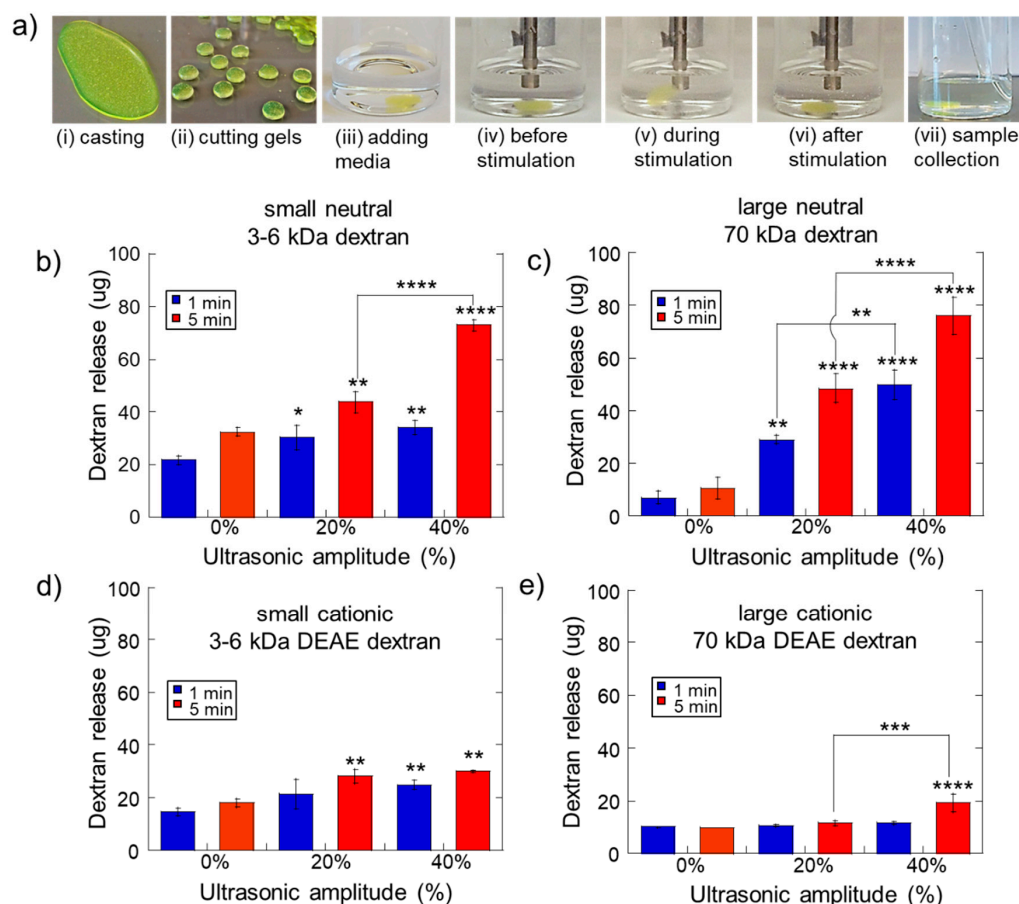 a)
(i) casting
(ii) cutting gels
(iii) adding
media
(iv) before
stimulation
(v) during
stimulation
(vi) after
stimulation
(vii) sample
collection
small neutral
3-6 kDa dextran
b)
Dextran release (ug)
100
80
60
40
20
0
1 min
5 min
*
**
**
****
****
0%
20%
40%
Ultrasonic amplitude (%)
large neutral
70 kDa dextran
c)
Dextran release (ug)
100
80
60
40
20
0
1 min
5 min
**
****
**
****
****
****
0%
20%
40%
Ultrasonic amplitude (%)
d)
small cationic
3-6 kDa DEAE dextran
Dextran release (ug)
100
80
60
40
20
0
1 min
5 min
**
**
**
0%
20%
40%
Ultrasonic amplitude (%)
e)
large cationic
70 kDa DEAE dextran
Dextran release (ug)
100
80
60
40
20
0
1 min
5 min
***
****
0%
20%
40%
Ultrasonic amplitude (%)